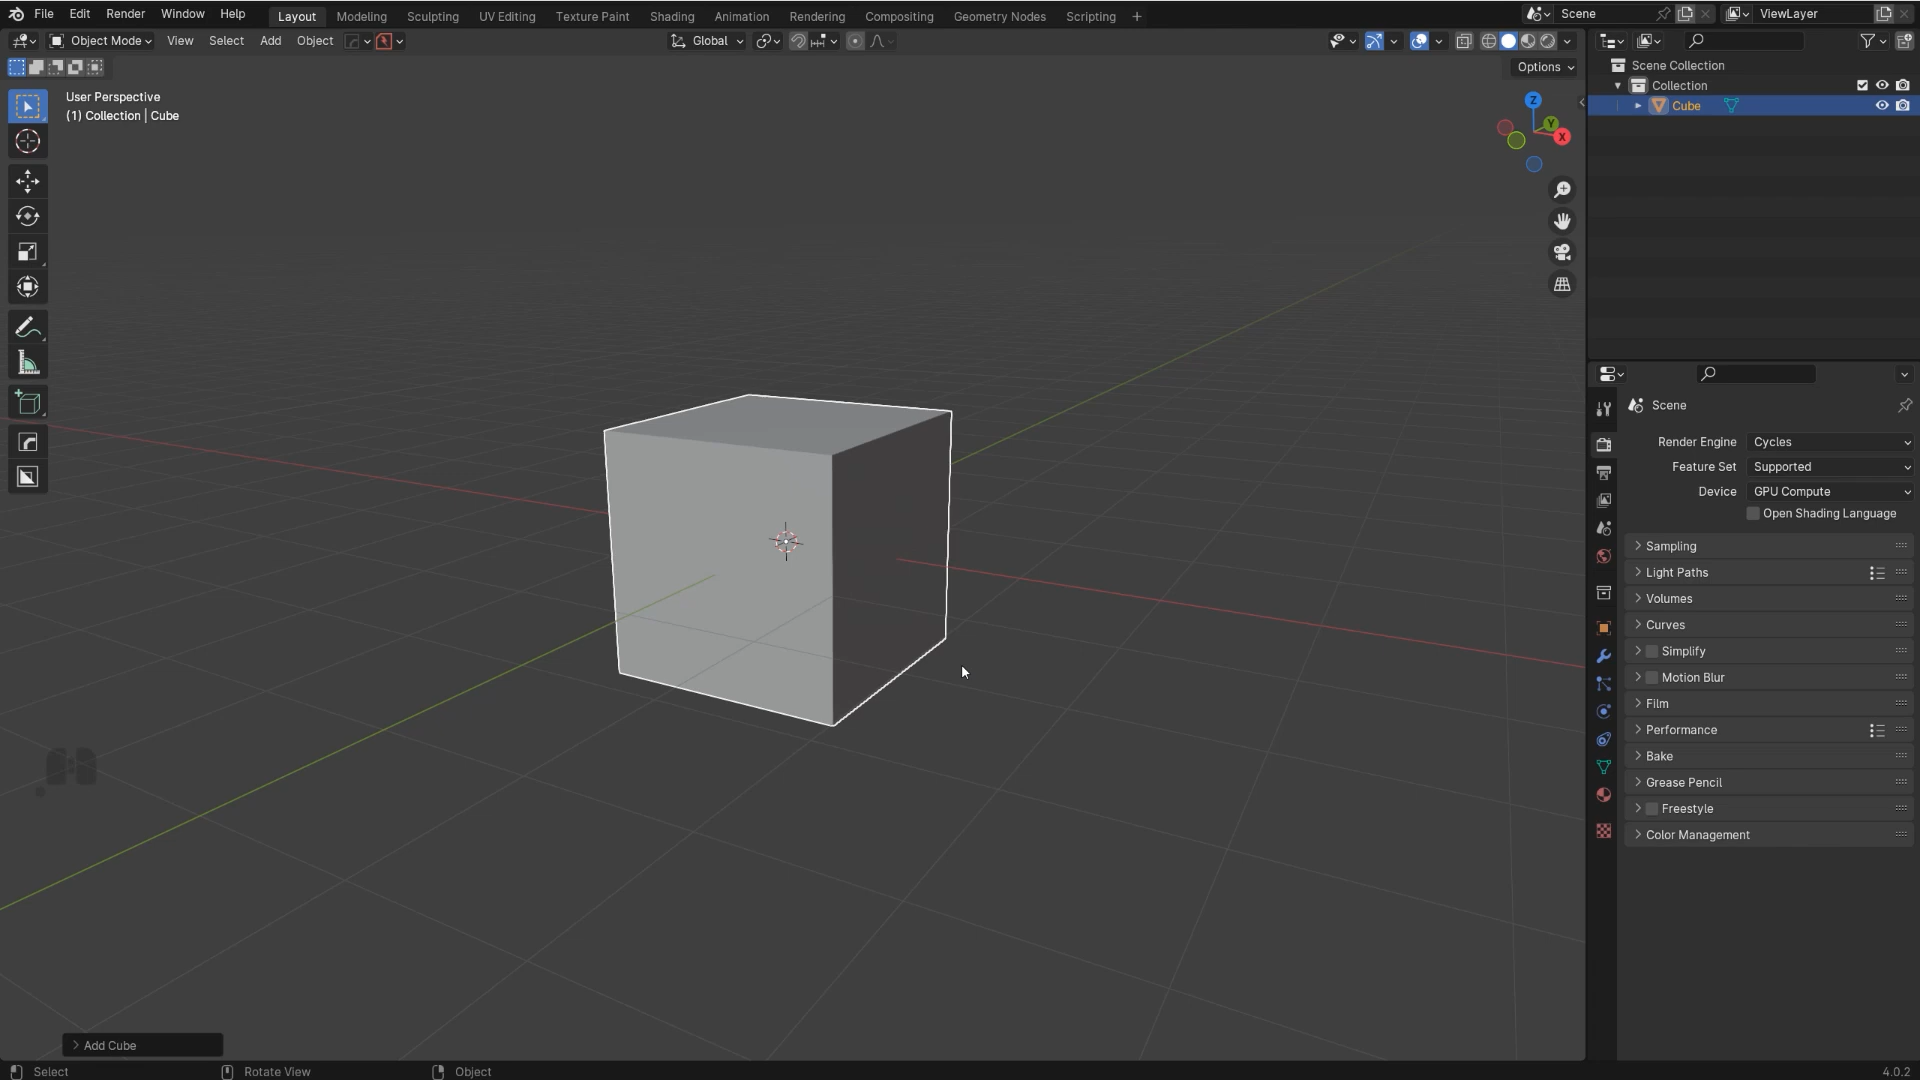 File Edit Render Window Help Layout Modeling Sculpting UV Editing Texture Paint Shading Animation Rendering Compositing Geometry Nodes Scripting + Scene ViewLayer
Object Mode View Select Add Object Global
Options
User Perspective
(1) Collection | Cube
Z
Y
X
Scene Collection
Collection
Cube
Scene
Render Engine Cycles
Feature Set Supported
Device GPU Compute
Open Shading Language
Sampling
Light Paths
Volumes
Curves
Simplify
Motion Blur
Film
Performance
Bake
Grease Pencil
Freestyle
Color Management
Add Cube
Select Rotate View Object 4.0.2